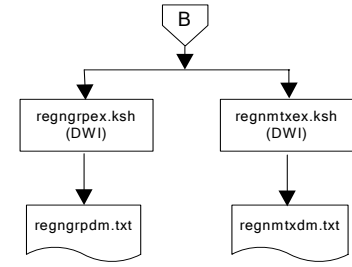 B
regngrpex.ksh
(DWI)
regnmtxex.ksh
(DWI)
regngrpdm.txt
regnmtxdm.txt